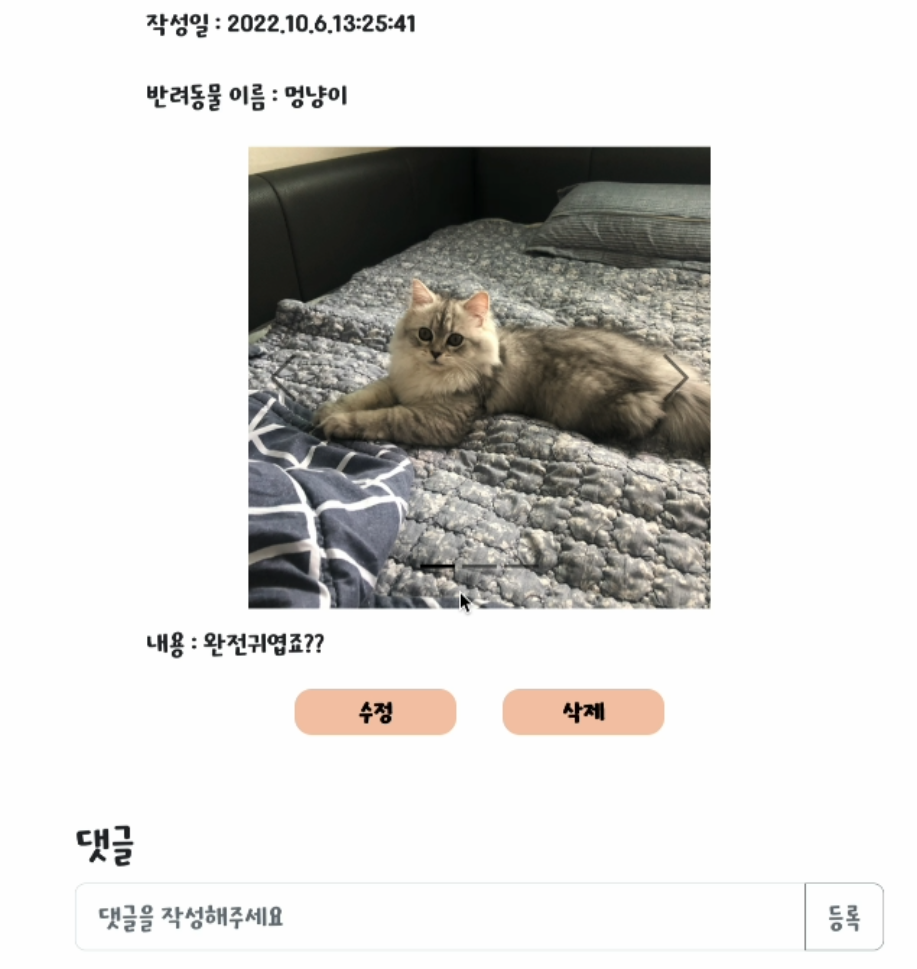 작성일 : 2022.10.6.13:25:41
반려동물 이름 : 멍냥이
내용 : 완전귀엽죠??
수정
삭제
댓글
댓글을 작성해주세요
등록